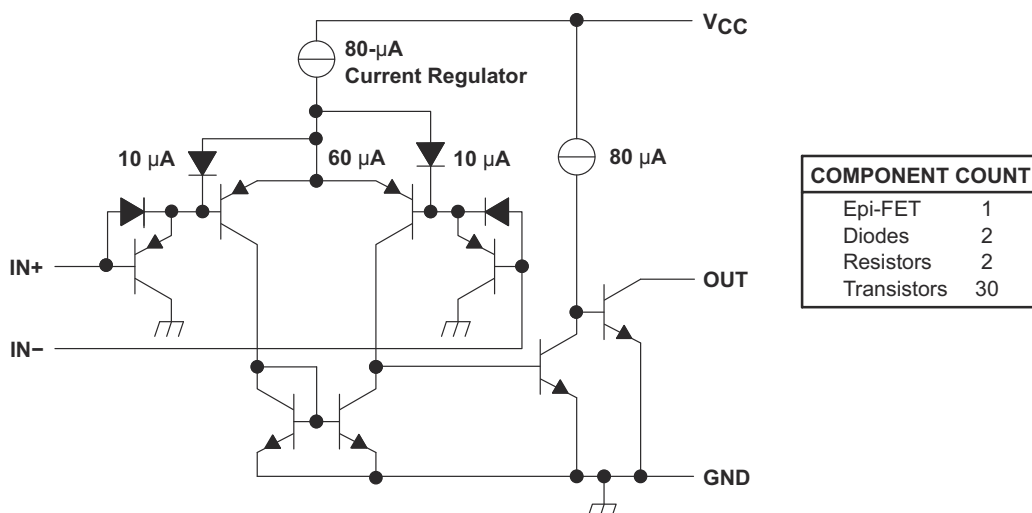 V_CC
80-µA
Current Regulator
10 µA
60 µA
10 µA
80 µA
IN+
OUT
IN−
GND
COMPONENT COUNT
Epi-FET 1
Diodes 2
Resistors 2
Transistors 30